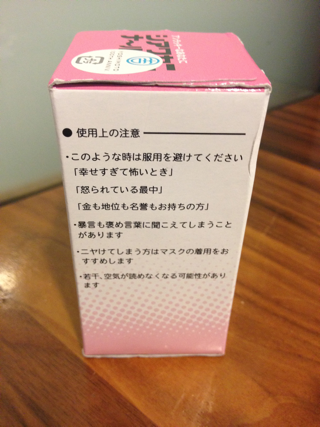 ● 使用上の注意
・このような時は服用を避けてください
「幸せすぎて怖いとき」
「怒られている最中」
「金も地位も名誉もお持ちの方」
・暴言も褒め言葉に聞こえてしまうこと
があります
・ニヤけてしまう方はマスクの着用をお
すすめします
・若干、空気が読めなくなる可能性があり
ます